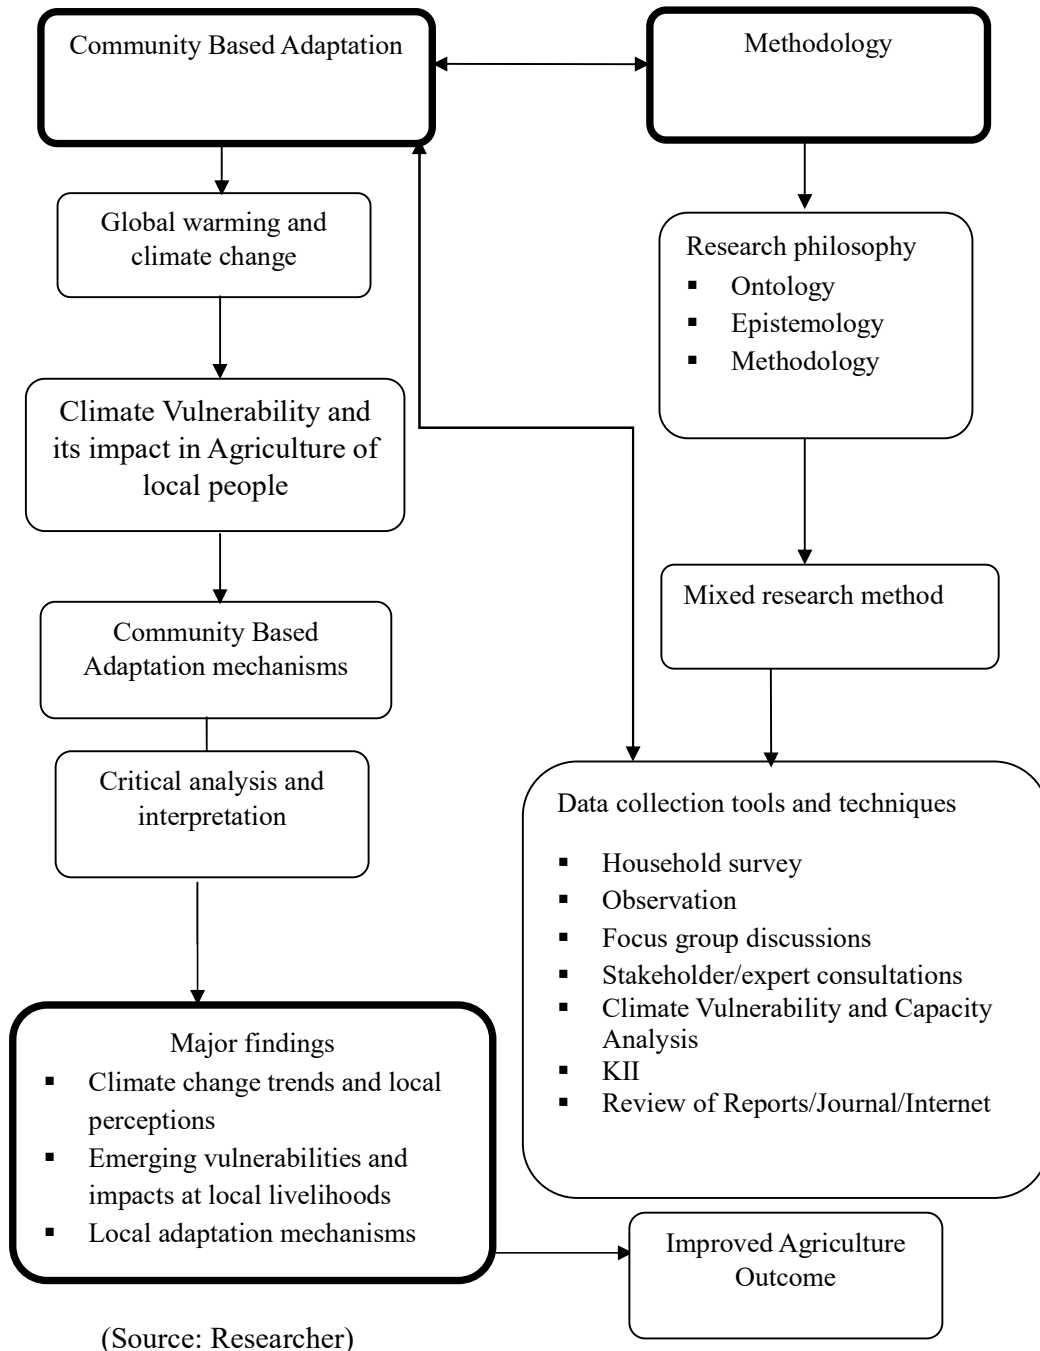 Community Based Adaptation
Methodology
Global warming and
climate change
Research philosophy
▪ Ontology
▪ Epistemology
▪ Methodology
Climate Vulnerability and
its impact in Agriculture of
local people
Mixed research method
Community Based
Adaptation mechanisms
Critical analysis and
interpretation
Data collection tools and techniques
▪ Household survey
▪ Observation
▪ Focus group discussions
▪ Stakeholder/expert consultations
▪ Climate Vulnerability and Capacity
Analysis
▪ KII
▪ Review of Reports/Journal/Internet
Major findings
▪ Climate change trends and local
perceptions
▪ Emerging vulnerabilities and
impacts at local livelihoods
▪ Local adaptation mechanisms
Improved Agriculture
Outcome
(Source: Researcher)